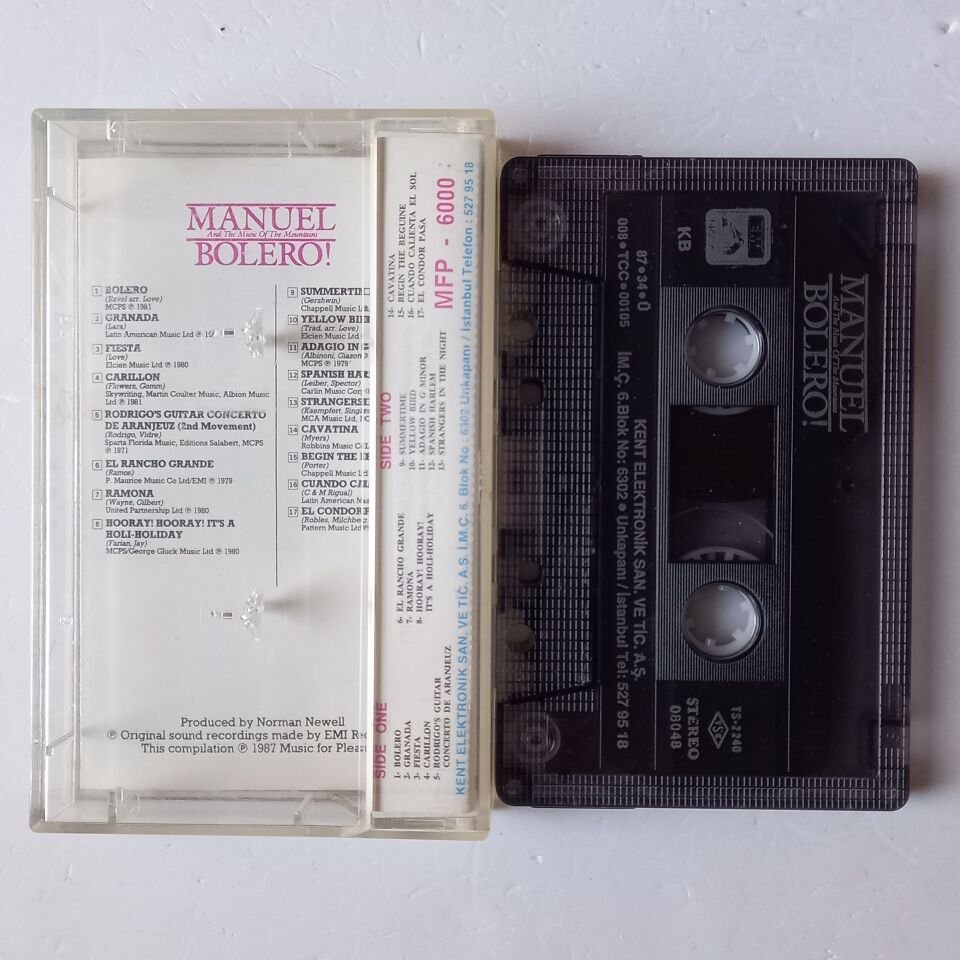 MANUEL
And The Music Of The Mountains
BOLERO!
1 BOLERO
(Ravel arr. Love)
MCPS ℗ 1981
2 GRANADA
(Lara)
Latin American Music Ltd ℗
3 FIESTA
(Love)
Elcien Music Ltd ℗ 1980
4 CARILLON
(Flowers, Gamm)
Skywriting, Martin Coulter Music, Albion Music
Ltd ℗ 1981
5 RODRIGO'S GUITAR CONCERTO
DE ARANJEUZ (2nd Movement)
(Rodrigo, Vidre)
Sparta Florida Music, Editions Salabert, MCPS
℗ 1971
6 EL RANCHO GRANDE
(Ramos)
P. Maurice Music Co Ltd/EMI ℗ 1979
7 RAMONA
(Wayne, Gilbert)
United Partnership Ltd ℗ 1980
8 HOORAY! HOORAY! IT'S A
HOLI-HOLIDAY
(Farian, Jay)
MCPS/George Gluck Music Ltd ℗ 1980
9 SUMMERTIM
(Gershwin)
Chappell Music L
10 YELLOW BI
(Trad. arr. Love)
Elcien Music Ltd
11 ADAGIO IN G
(Albinoni, Giazott
MCPS ℗ 1979
12 SPANISH HAR
(Leiber, Spector)
Carlin Music Cor
13 STRANGERS
(Kaempfert, Singl
MCA Music Ltd,
14 CAVATINA
(Myers)
Robbins Music C
15 BEGIN THE
(Porter)
Chappell Music
16 CUANDO CAL
(C & M Rigual)
Latin American
17 EL CONDOR P
(Robles, Milchberg
Pattern Music Ltd
Produced by Norman Newell
℗ Original sound recordings made by EMI Re
This compilation ℗ 1987 Music for Pleas
SIDE ONE
1- BOLERO
2- GRANADA
3- FIESTA
4- CARILLON
5- RODRIGO'S GUITAR
CONCERTO DE ARANJEUZ
6- EL RANCHO GRANDE
7- RAMONA
8- HOORAY! HOORAY!
IT'S A HOLI-HOLIDAY
SIDE TWO
9- SUMMERTIME
10- YELLOW BIRD
11- ADAGIO IN G MINOR
12- SPANISH HARLEM
13- STRANGERS IN THE NIGHT
14- CAVATINA
15- BEGIN THE BEGUINE
16- CUANDO CALIENTA EL SOL
17- EL CONDOR PASA
MFP - 6000
KENT ELEKTRONİK SAN. VE TİC. A.Ş. İ.M.Ç. 6. Blok No : 6302 Unkapanı / İstanbul Telefon : 527 95 18
MANUEL
And The Music Of The Mountains
BOLERO!
EMI
KB
87•34•Ü
008•TCC•00105
KENT ELEKTRONİK SAN. VE TİC. A.Ş.
İM.Ç. 6.Blok No: 6302 • Unkapanı / İstanbul Tel: 527 95 18
TS-2240
TSE
STEREO
08048